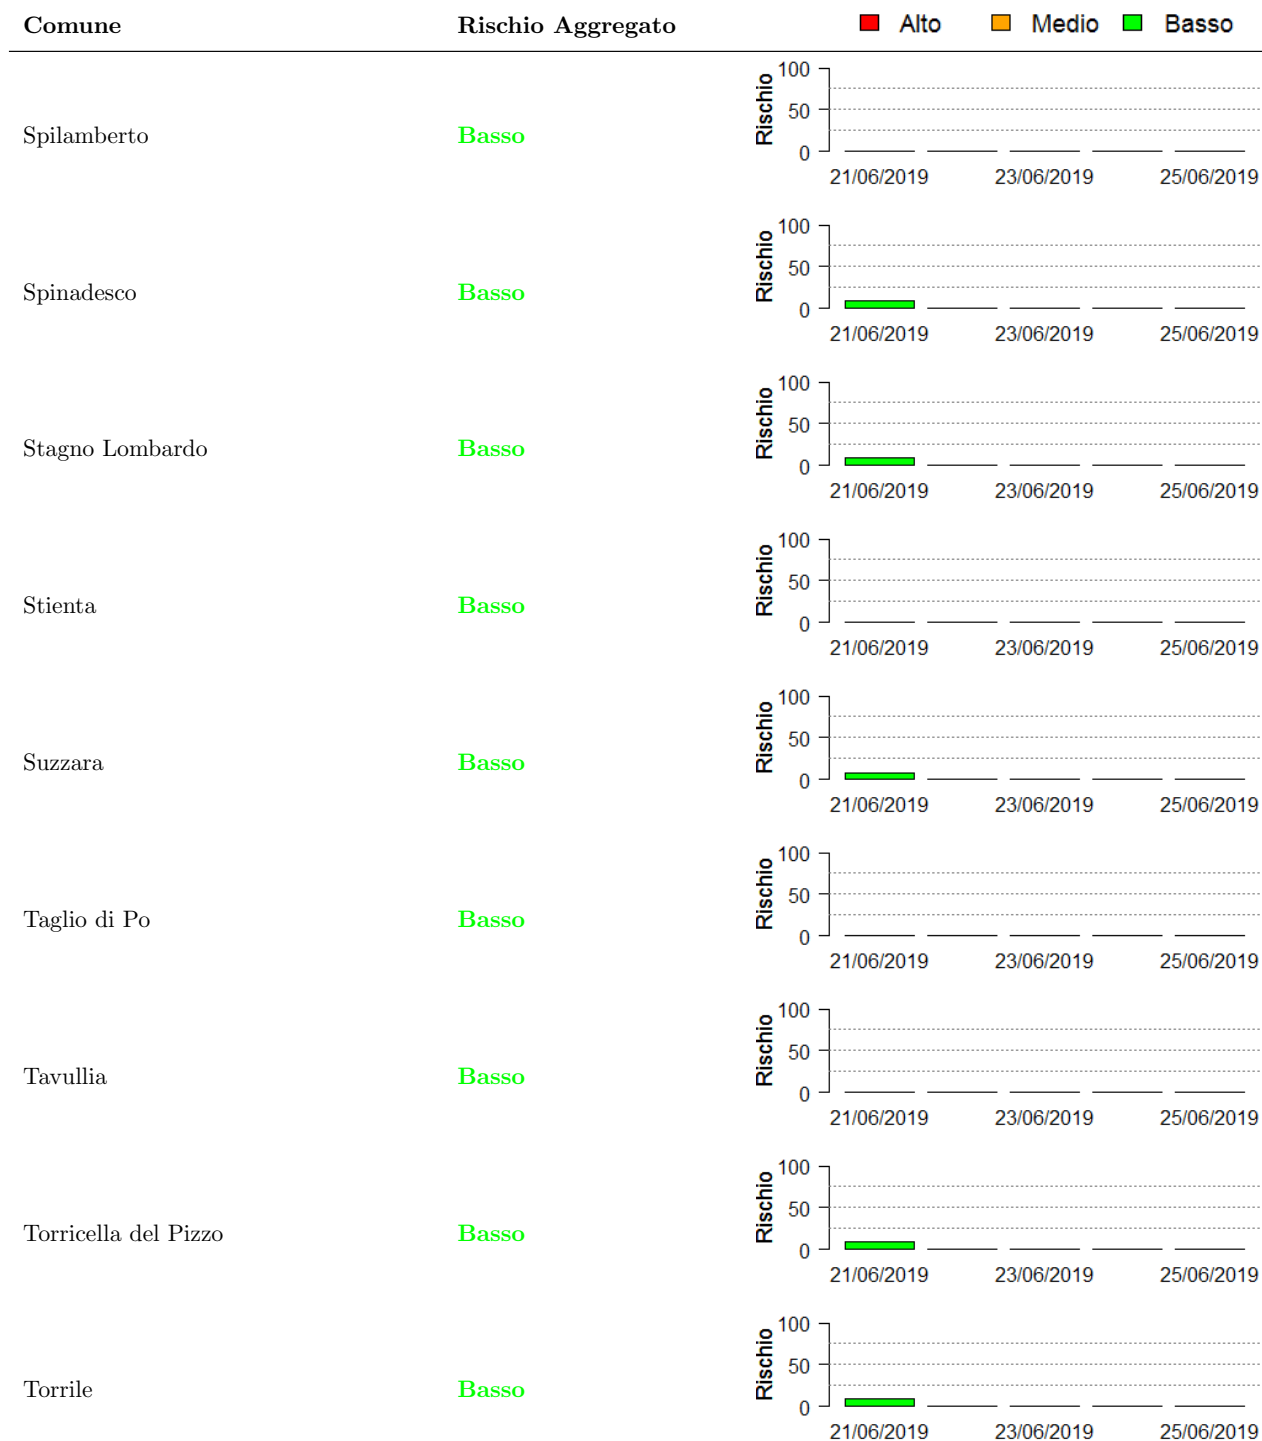 Comune Rischio Aggregato Alto Medio Basso
Spilamberto Basso Rischio 100 50 0
21/06/2019 23/06/2019 25/06/2019
Spinadesco Basso Rischio 100 50 0
21/06/2019 23/06/2019 25/06/2019
Stagno Lombardo Basso Rischio 100 50 0
21/06/2019 23/06/2019 25/06/2019
Stienta Basso Rischio 100 50 0
21/06/2019 23/06/2019 25/06/2019
Suzzara Basso Rischio 100 50 0
21/06/2019 23/06/2019 25/06/2019
Taglio di Po Basso Rischio 100 50 0
21/06/2019 23/06/2019 25/06/2019
Tavullia Basso Rischio 100 50 0
21/06/2019 23/06/2019 25/06/2019
Torricella del Pizzo Basso Rischio 100 50 0
21/06/2019 23/06/2019 25/06/2019
Torrile Basso Rischio 100 50 0
21/06/2019 23/06/2019 25/06/2019